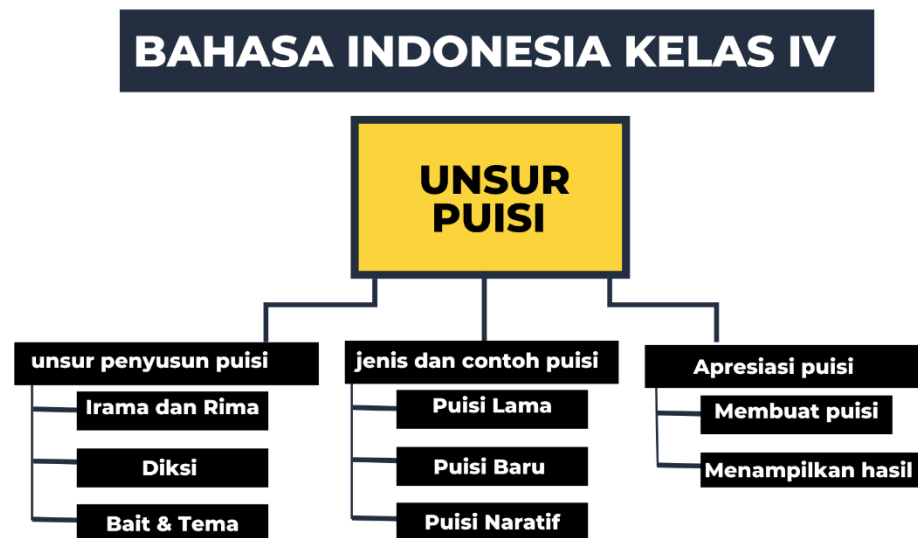 BAHASA INDONESIA KELAS IV
UNSUR
PUISI
unsur penyusun puisi
Irama dan Rima
Diksi
Bait & Tema
jenis dan contoh puisi
Puisi Lama
Puisi Baru
Puisi Naratif
Apresiasi puisi
Membuat puisi
Menampilkan hasil